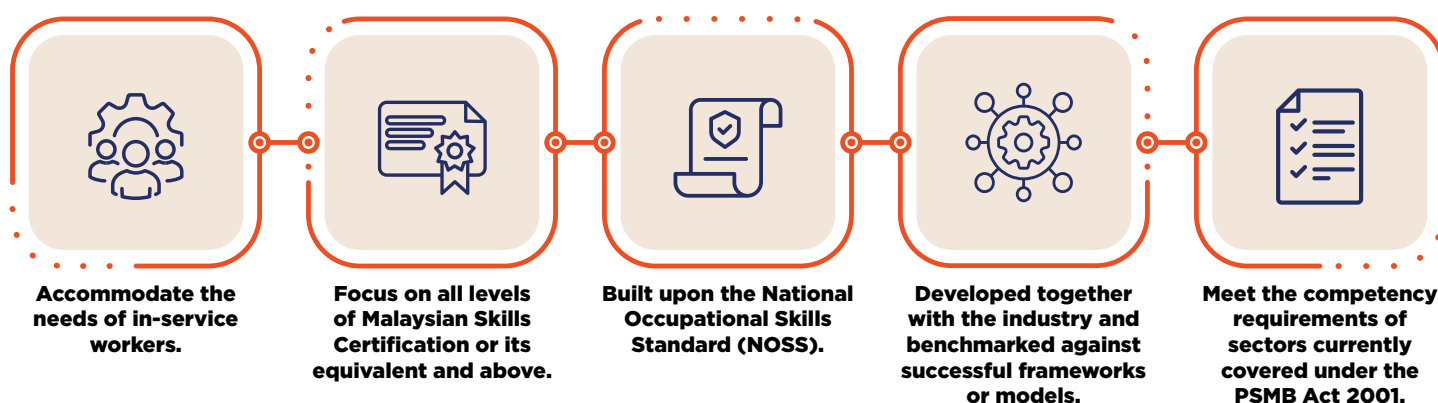 Accommodate the
needs of in-service
workers.
Focus on all levels
of Malaysian Skills
Certification or its
equivalent and above.
Built upon the National
Occupational Skills
Standard (NOSS).
Developed together
with the industry and
benchmarked against
successful frameworks
or models.
Meet the competency
requirements of
sectors currently
covered under the
PSMB Act 2001.